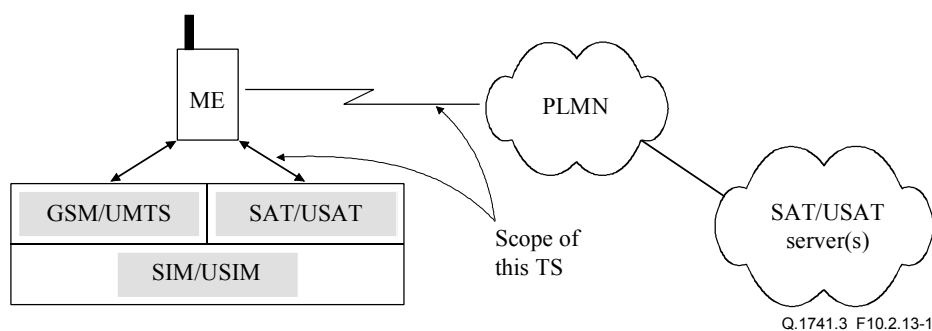 ME
PLMN
GSM/UMTS
SAT/USAT
SIM/USIM
Scope of
this TS
SAT/USAT
server(s)
Q.1741.3 F10.2.13-1